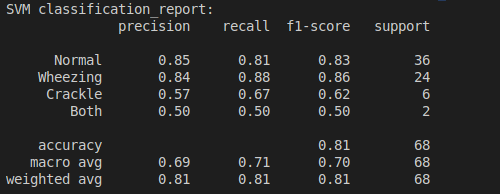 SVM classification_report:
precision recall f1-score support
Normal 0.85 0.81 0.83 36
Wheezing 0.84 0.88 0.86 24
Crackle 0.57 0.67 0.62 6
Both 0.50 0.50 0.50 2
accuracy 0.81 68
macro avg 0.69 0.71 0.70 68
weighted avg 0.81 0.81 0.81 68